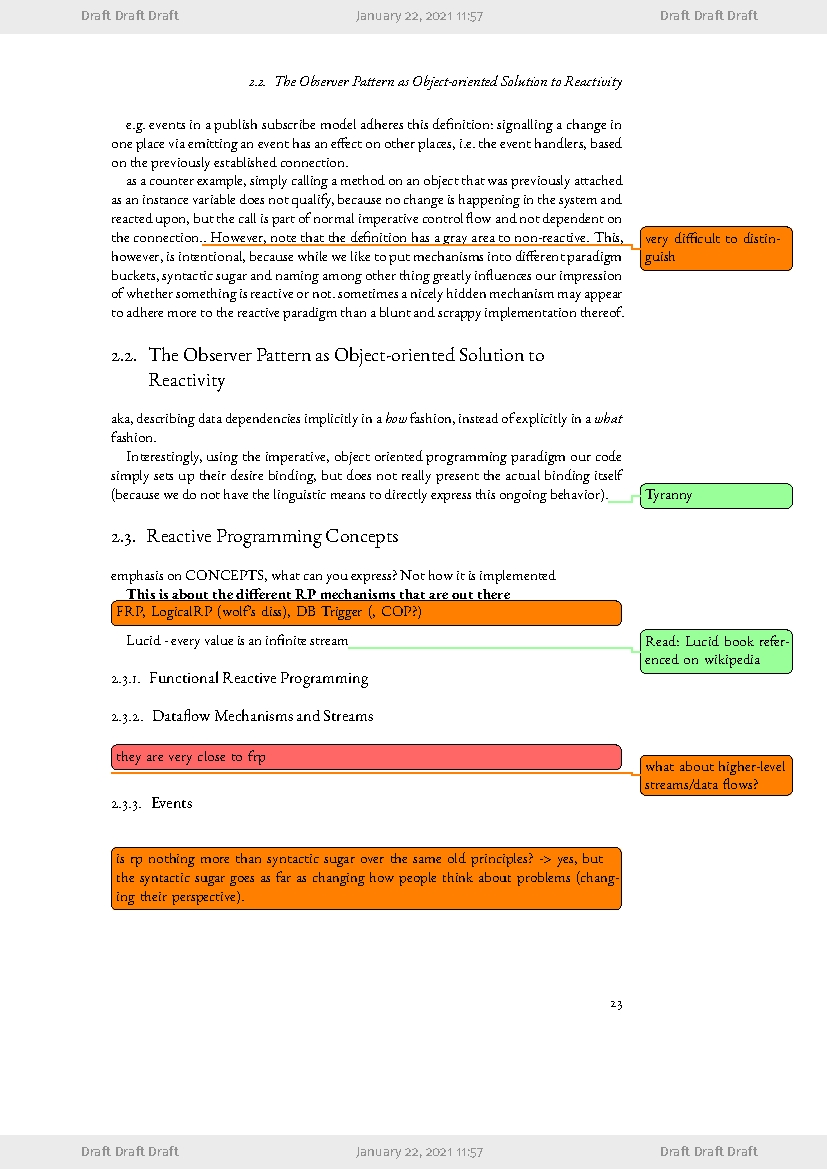 Draft Draft Draft January 22, 2021 11:57 Draft Draft Draft
2.2. The Observer Pattern as Object-oriented Solution to Reactivity
e.g. events in a publish subscribe model adheres this definition: signalling a change in
one place via emitting an event has an effect on other places, i.e. the event handlers, based
on the previously established connection.
as a counter example, simply calling a method on an object that was previously attached
as an instance variable does not qualify, because no change is happening in the system and
reacted upon, but the call is part of normal imperative control flow and not dependent on
the connection.. However, note that the definition has a gray area to non-reactive. This,
very difficult to distin-
guish
however, is intentional, because while we like to put mechanisms into different paradigm
buckets, syntactic sugar and naming among other thing greatly influences our impression
of whether something is reactive or not. sometimes a nicely hidden mechanism may appear
to adhere more to the reactive paradigm than a blunt and scrappy implementation thereof.
2.2. The Observer Pattern as Object-oriented Solution to
Reactivity
aka, describing data dependencies implicitly in a how fashion, instead of explicitly in a what
fashion.
Interestingly, using the imperative, object oriented programming paradigm our code
simply sets up their desire binding, but does not really present the actual binding itself
(because we do not have the linguistic means to directly express this ongoing behavior).
Tyranny
2.3. Reactive Programming Concepts
emphasis on CONCEPTS, what can you express? Not how it is implemented
This is about the different RP mechanisms that are out there
FRP, LogicalRP (wolf's diss), DB Trigger (, COP?)
Lucid - every value is an infinite stream
Read: Lucid book refer-
enced on wikipedia
2.3.1. Functional Reactive Programming
2.3.2. Dataflow Mechanisms and Streams
they are very close to frp
what about higher-level
streams/data flows?
2.3.3. Events
is rp nothing more than syntactic sugar over the same old principles? -> yes, but
the syntactic sugar goes as far as changing how people think about problems (chang-
ing their perspective).
23
Draft Draft Draft January 22, 2021 11:57 Draft Draft Draft